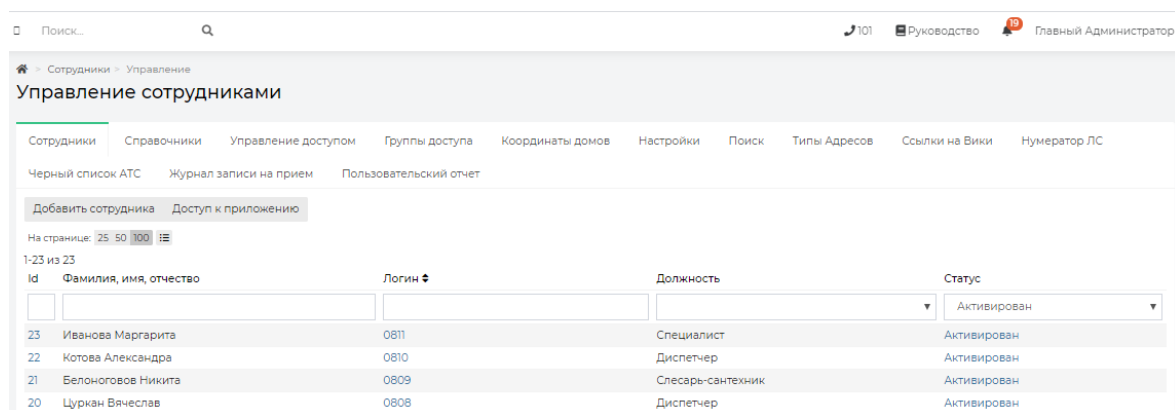 Поиск... 101 Руководство 19 Главный Администратор
> Сотрудники > Управление
Управление сотрудниками
Сотрудники Справочники Управление доступом Группы доступа Координаты домов Настройки Поиск Типы Адресов Ссылки на Вики Нумератор ЛС
Черный список АТС Журнал записи на прием Пользовательский отчет
Добавить сотрудника Доступ к приложению
На странице: 25 50 100
1-23 из 23
Id Фамилия, имя, отчество Логин Должность Статус
Активирован
23 Иванова Маргарита 0811 Специалист Активирован
22 Котова Александра 0810 Диспетчер Активирован
21 Белоноговов Никита 0809 Слесарь-сантехник Активирован
20 Цуркан Вячеслав 0808 Диспетчер Активирован